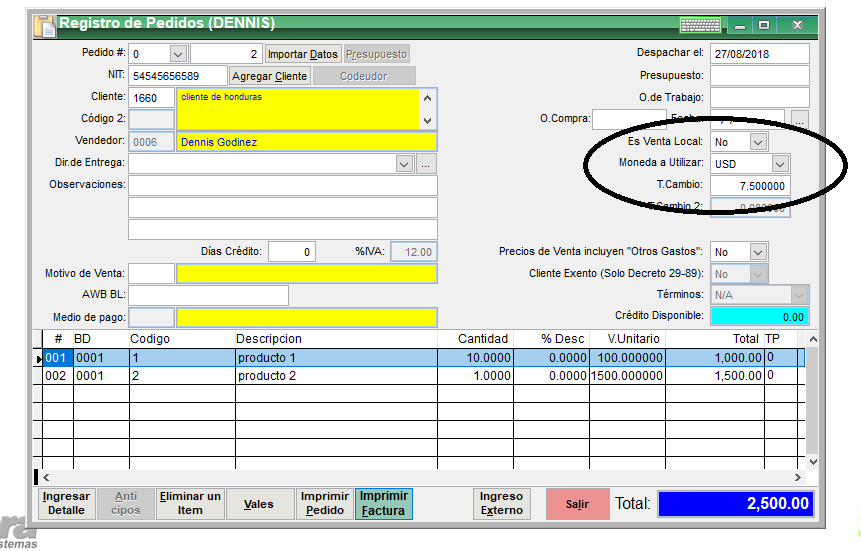 Registro de Pedidos (DENNIS)
Pedido #: 0 2 Importar Datos Presupuesto Despachar el: 27/08/2018
NIT: 54545656589 Agregar Cliente Codeudor Presupuesto:
Cliente: 1660 cliente de honduras O.de Trabajo:
Código 2: O.Compra: ...
Vendedor: 0006 Dennis Godinez Es Venta Local: No
Dir.de Entrega: ... Moneda a Utilizar: USD
Observaciones: T.Cambio: 7.500000
T.Cambio 2:
Días Crédito: 0 %IVA: 12.00 Precios de Venta incluyen "Otros Gastos": No
Motivo de Venta: Cliente Exento (Solo Decreto 29-89): No
AWB BL: Términos: N/A
Medio de pago: Crédito Disponible: 0.00
# BD Codigo Descripcion Cantidad % Desc V.Unitario Total TP
001 0001 1 producto 1 10.0000 0.0000 100.000000 1,000.00 0
002 0001 2 producto 2 1.0000 0.0000 1500.000000 1,500.00 0
Ingresar Detalle Anti cipos Eliminar un Item Vales Imprimir Pedido Imprimir Factura Ingreso Externo Salir Total: 2,500.00
ra
stemas